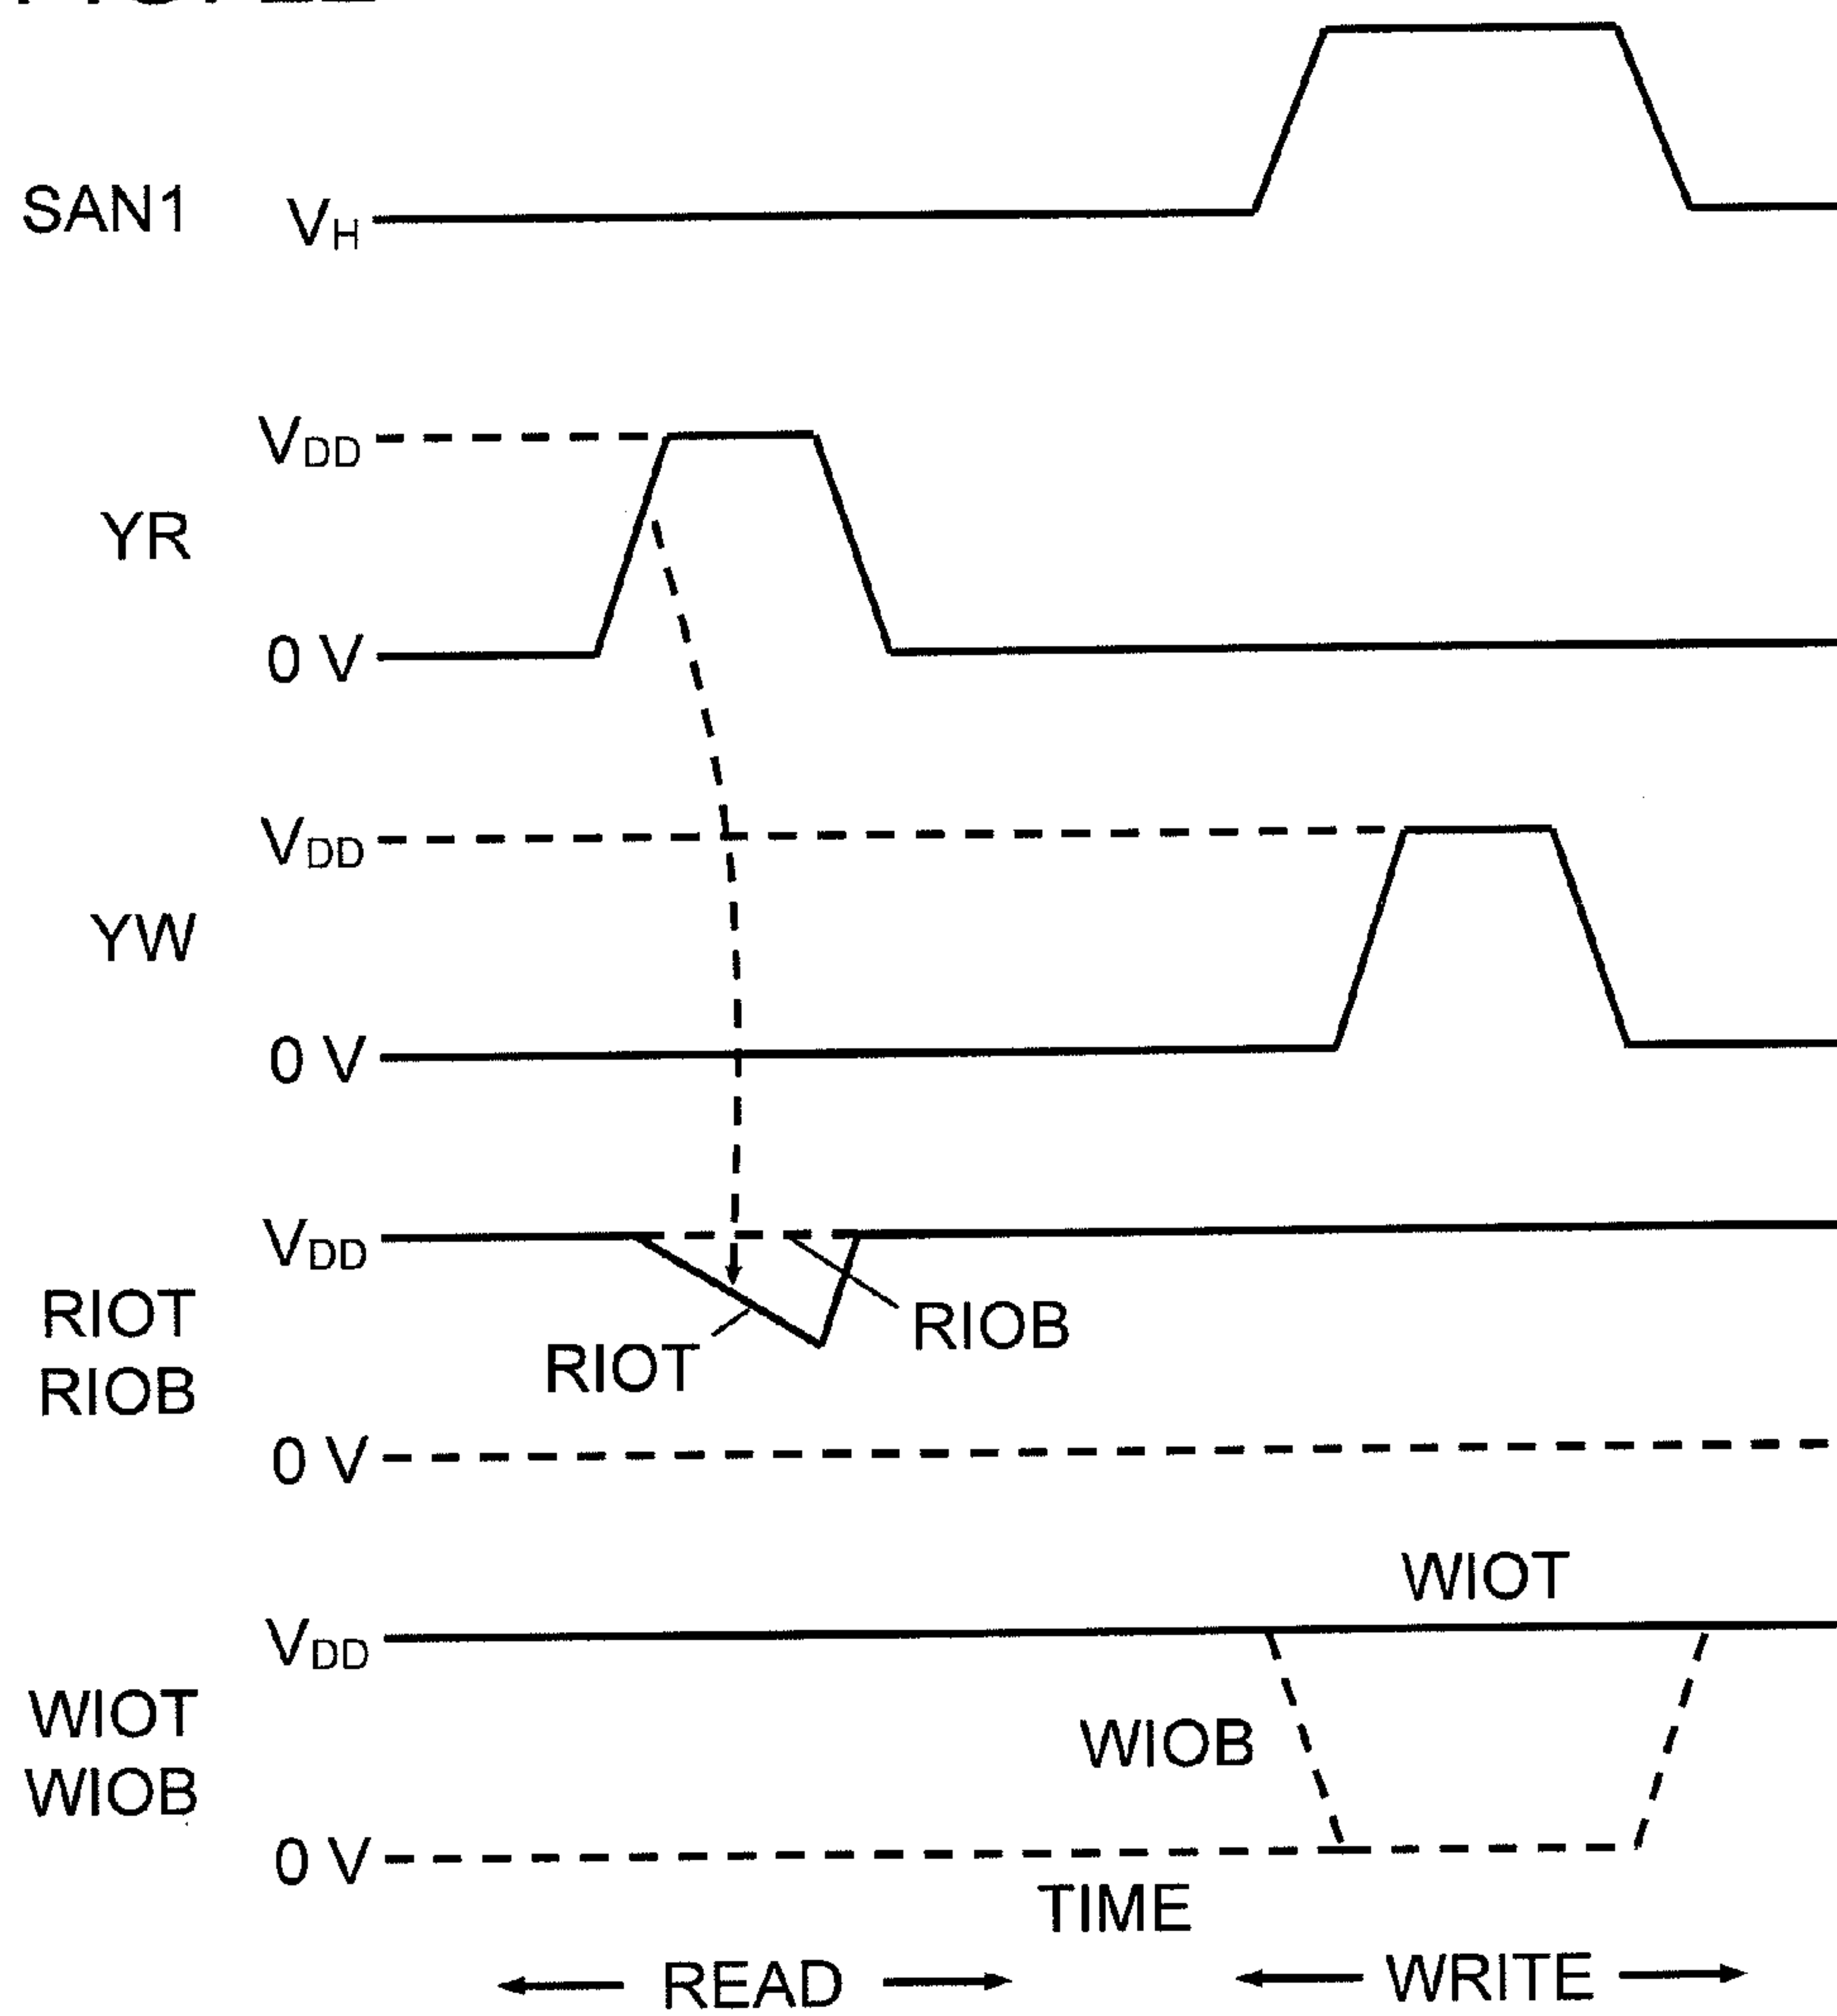 SAN1 VH
VDD
YR
0 V
VDD
YW
0 V
VDD
RIOT
RIOB
RIOT
RIOB
0 V
WIOT
VDD
WIOT
WIOB
WIOB
0 V
TIME
READ WRITE